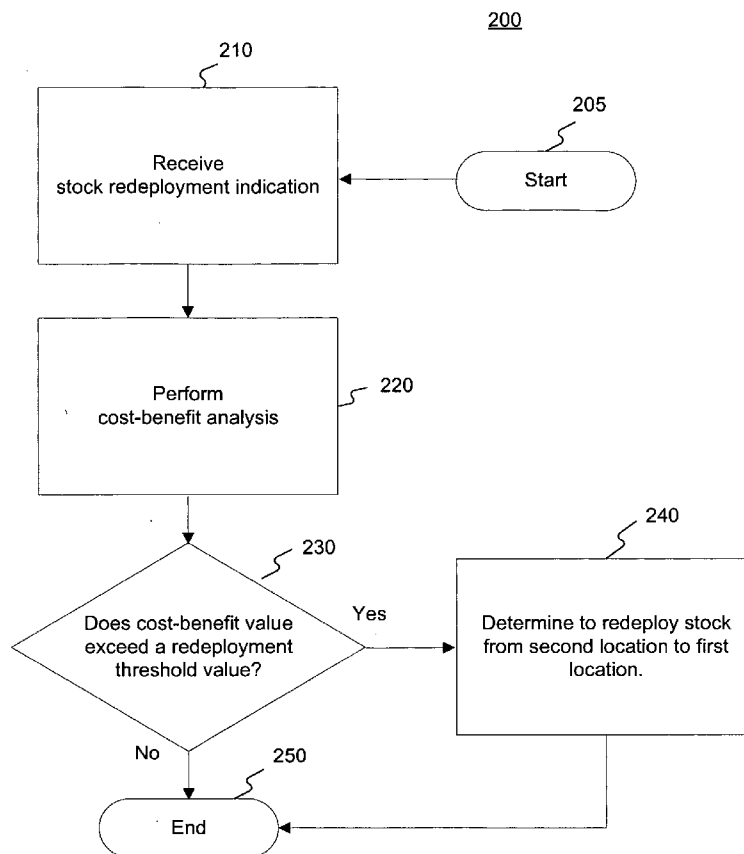 200
210
205
Receive
stock redeployment indication
Start
Perform
cost-benefit analysis
220
230
240
Does cost-benefit value
exceed a redeployment
threshold value?
Yes
Determine to redeploy stock
from second location to first
location.
No
250
End